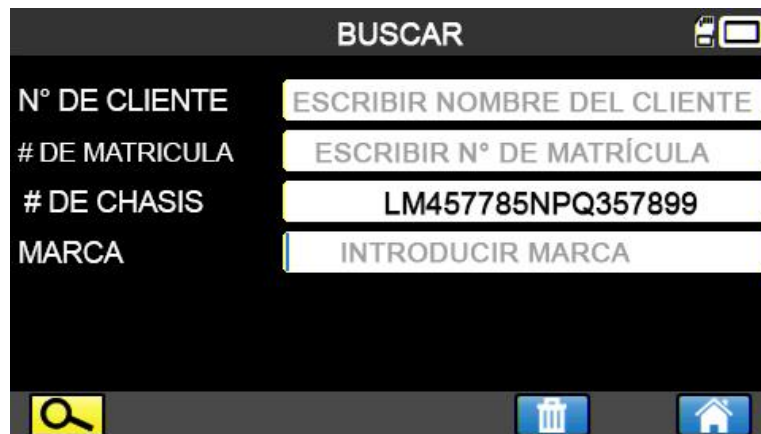 BUSCAR
N° DE CLIENTE ESCRIBIR NOMBRE DEL CLIENTE
# DE MATRICULA ESCRIBIR N° DE MATRÍCULA
# DE CHASIS LM457785NPQ357899
MARCA INTRODUCIR MARCA